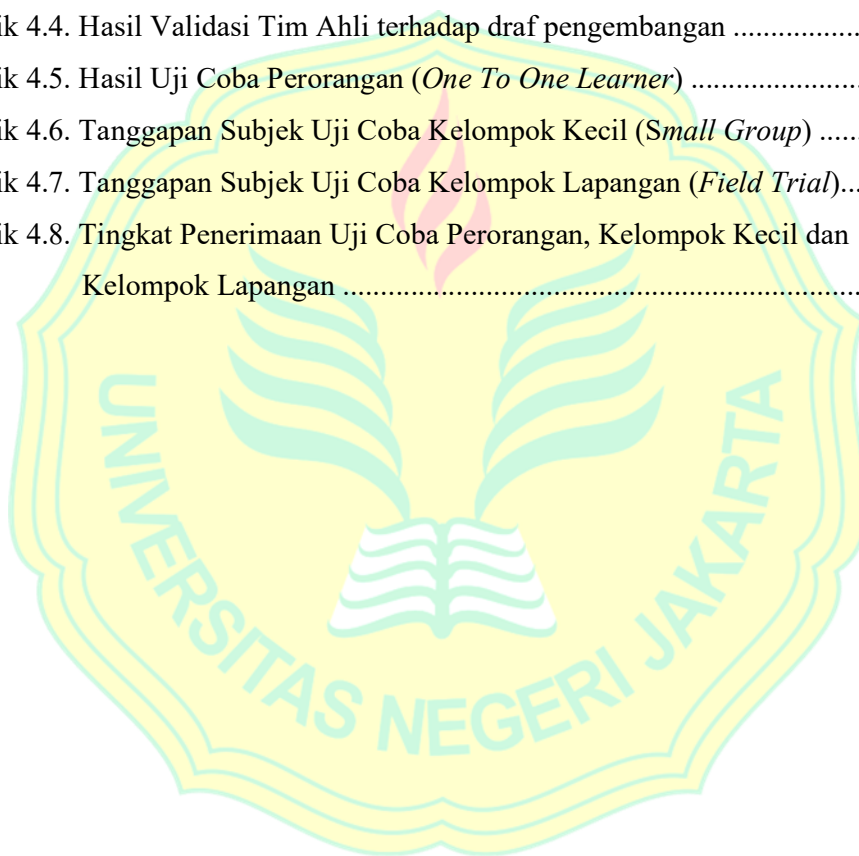 ik 4.4. Hasil Validasi Tim Ahli terhadap draf pengembangan .................
ik 4.5. Hasil Uji Coba Perorangan (One To One Learner) .......................
ik 4.6. Tanggapan Subjek Uji Coba Kelompok Kecil (Small Group) ......
ik 4.7. Tanggapan Subjek Uji Coba Kelompok Lapangan (Field Trial)...
ik 4.8. Tingkat Penerimaan Uji Coba Perorangan, Kelompok Kecil dan
Kelompok Lapangan .....................................................................
UNIVERSITAS NEGERI JAKARTA